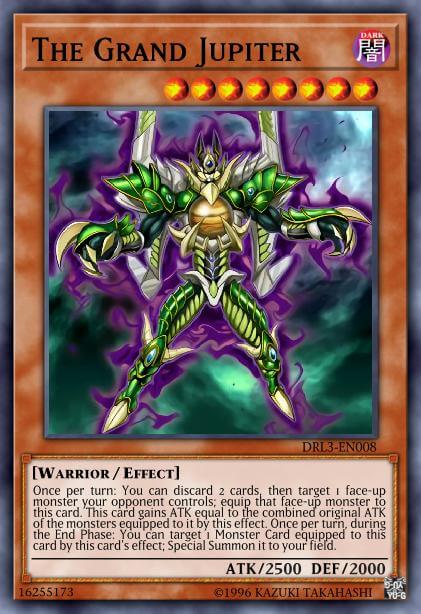 The Grand Jupiter
DARK
闇
DRL3-EN008
[Warrior / Effect]
Once per turn: You can discard 2 cards, then target 1 face-up
monster your opponent controls; equip that face-up monster to
this card. This card gains ATK equal to the combined original ATK
of the monsters equipped to it by this effect. Once per turn, during
the End Phase: You can target 1 Monster Card equipped to this
card by this card's effect; Special Summon it to your field.
ATK/2500 DEF/2000
16255173 ©1996 KAZUKI TAKAHASHI